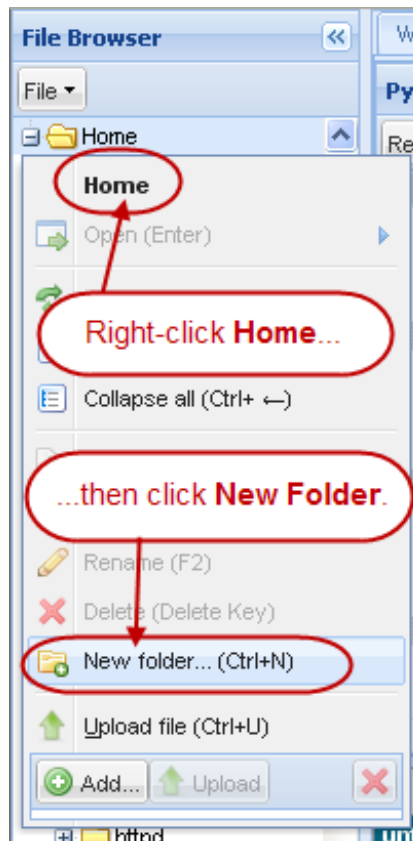 File Browser
W
File
Py
Home
Re
Home
Open (Enter)
Right-click Home...
Collapse all (Ctrl+ ←)
...then click New Folder.
Rename (F2)
Delete (Delete Key)
New folder... (Ctrl+N)
Upload file (Ctrl+U)
Add... Upload
httpd